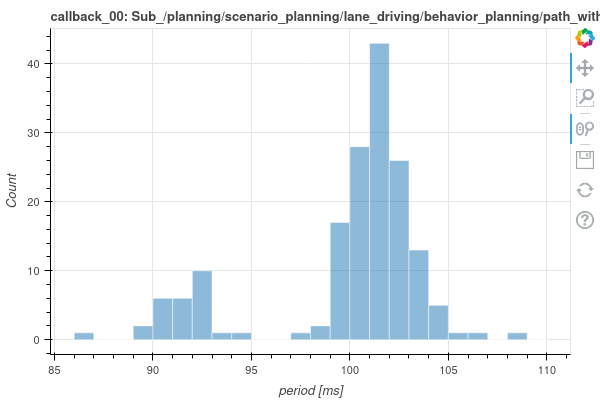 callback_00: Sub_/planning/scenario_planning/lane_driving/behavior_planning/path_with
Count
40
30
20
10
0
85 90 95 100 105 110
period [ms]